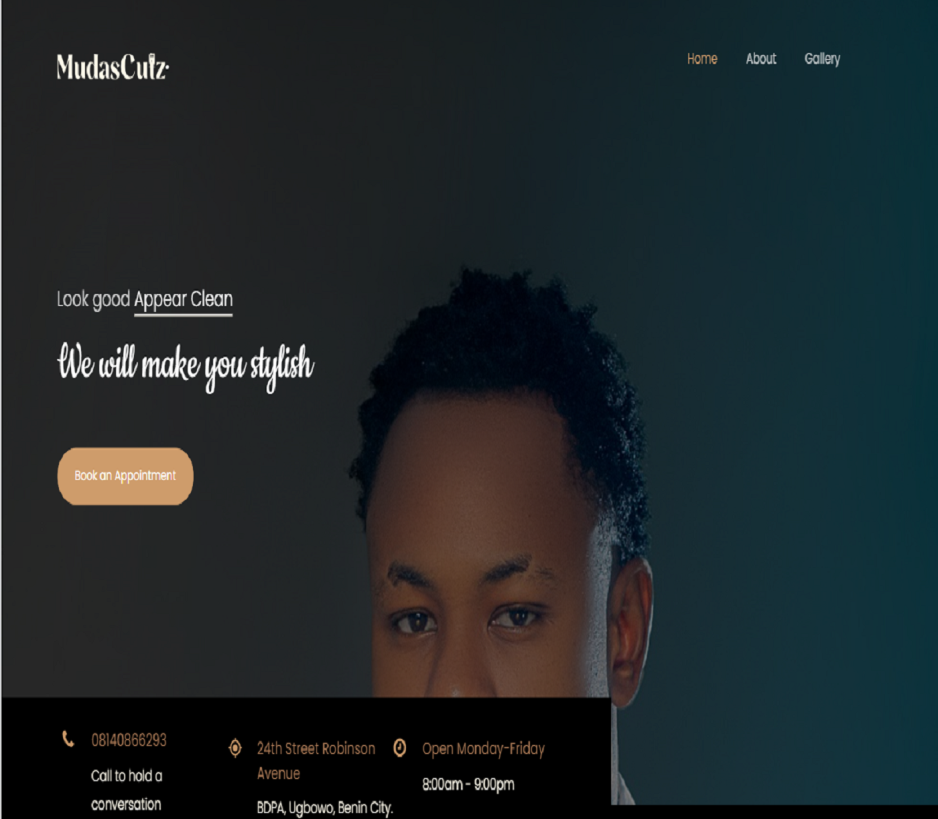 MudasCutz
Home About Gallery
Look good Appear Clean
We will make you stylish
Book an Appointment
08140866293
Call to hold a
conversation
24th Street Robinson
Avenue
BDPA, Ugbowo, Benin City.
Open Monday-Friday
8:00am - 9:00pm